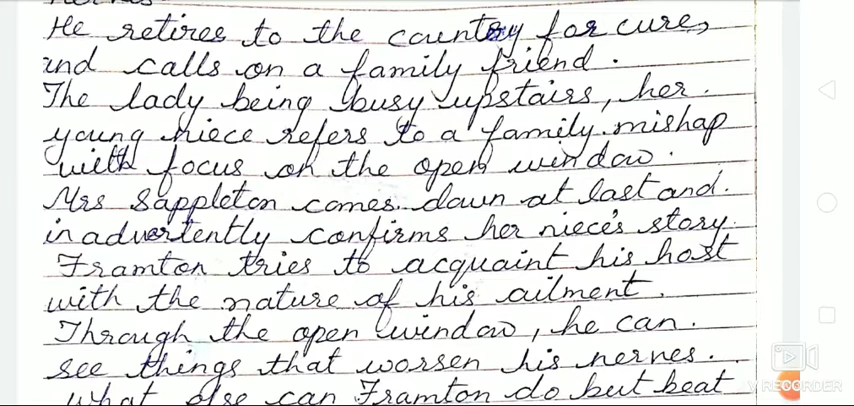 He retires to the country for cure,
and calls on a family friend.
The lady being busy upstairs, her.
young niece refers to a family mishap
with focus on the open window.
Mrs Sappleton comes down at last and.
inadvertently confirms her niece's story.
Framton tries to acquaint his host
with the nature of his ailment.
Through the open window, he can.
see things that worsen his nerves.
what else can Framton do but beat
RECORDER